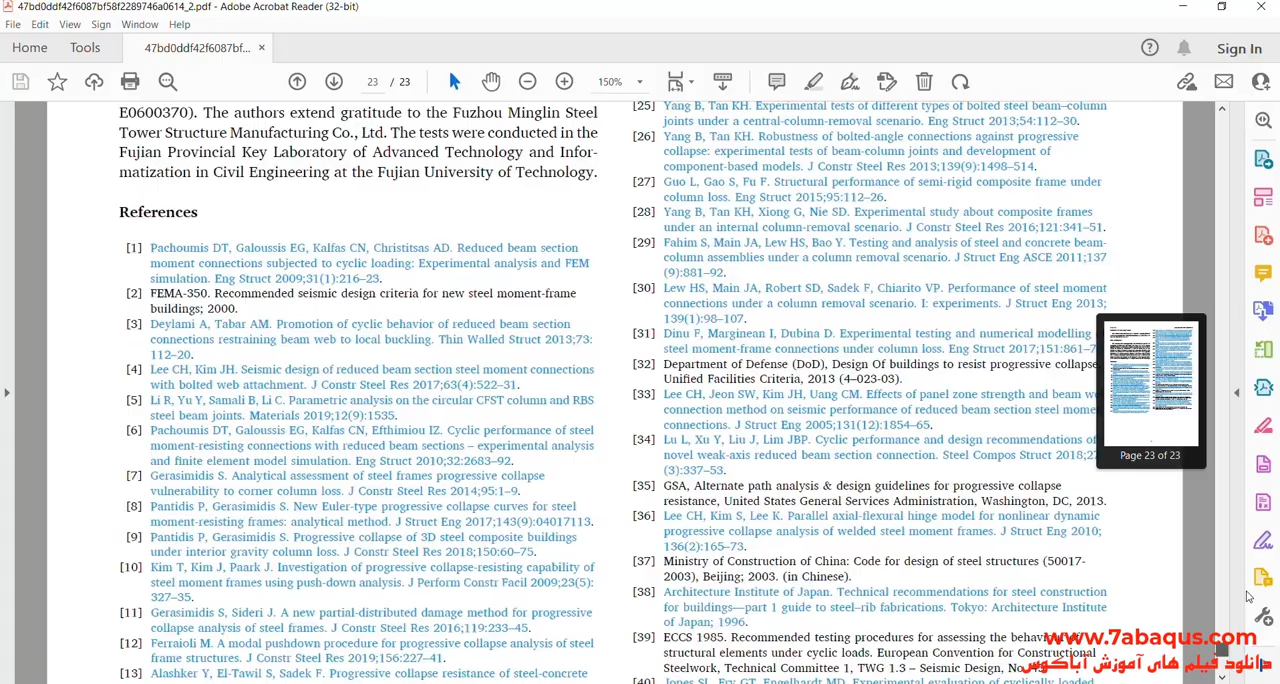 47bd0ddf42f6087bf58f2289746a0614_2.pdf - Adobe Acrobat Reader (32-bit)
File Edit View Sign Window Help
Home Tools 47bd0ddf42f6087bf... × Sign In
23 / 23 150%
E0600370). The authors extend gratitude to the Fuzhou Minglin Steel
Tower Structure Manufacturing Co., Ltd. The tests were conducted in the
Fujian Provincial Key Laboratory of Advanced Technology and Infor-
matization in Civil Engineering at the Fujian University of Technology.
References
[1] Pachoumis DT, Galoussis EG, Kalfas CN, Christitsas AD. Reduced beam section
moment connections subjected to cyclic loading: Experimental analysis and FEM
simulation. Eng Struct 2009;31(1):216–23.
[2] FEMA-350. Recommended seismic design criteria for new steel moment-frame
buildings; 2000.
[3] Deylami A, Tabar AM. Promotion of cyclic behavior of reduced beam section
connections restraining beam web to local buckling. Thin Walled Struct 2013;73:
112–20.
[4] Lee CH, Kim JH. Seismic design of reduced beam section steel moment connections
with bolted web attachment. J Constr Steel Res 2017;63(4):522–31.
[5] Li R, Yu Y, Samali B, Li C. Parametric analysis on the circular CFST column and RBS
steel beam joints. Materials 2019;12(9):1535.
[6] Pachoumis DT, Galoussis EG, Kalfas CN, Efthimiou IZ. Cyclic performance of steel
moment-resisting connections with reduced beam sections – experimental analysis
and finite element model simulation. Eng Struct 2010;32:2683–92.
[7] Gerasimidis S. Analytical assessment of steel frames progressive collapse
vulnerability to corner column loss. J Constr Steel Res 2014;95:1–9.
[8] Pantidis P, Gerasimidis S. New Euler-type progressive collapse curves for steel
moment-resisting frames: analytical method. J Struct Eng 2017;143(9):04017113.
[9] Pantidis P, Gerasimidis S. Progressive collapse of 3D steel composite buildings
under interior gravity column loss. J Constr Steel Res 2018;150:60–75.
[10] Kim T, Kim J, Paark J. Investigation of progressive collapse-resisting capability of
steel moment frames using push-down analysis. J Perform Constr Facil 2009;23(5):
327–35.
[11] Gerasimidis S, Sideri J. A new partial-distributed damage method for progressive
collapse analysis of steel frames. J Constr Steel Res 2016;119:233–45.
[12] Ferraioli M. A modal pushdown procedure for progressive collapse analysis of steel
frame structures. J Constr Steel Res 2019;156:227–41.
[13] Alashker Y, El-Tawil S, Sadek F. Progressive collapse resistance of steel-concrete
[25] Yang B, Tan KH. Experimental tests of different types of bolted steel beam–column
joints under a central-column-removal scenario. Eng Struct 2013;54:112–30.
[26] Yang B, Tan KH. Robustness of bolted-angle connections against progressive
collapse: experimental tests of beam-column joints and development of
component-based models. J Constr Steel Res 2013;139(9):1498–514.
[27] Guo L, Gao S, Fu F. Structural performance of semi-rigid composite frame under
column loss. Eng Struct 2015;95:112–26.
[28] Yang B, Tan KH, Xiong G, Nie SD. Experimental study about composite frames
under an internal column-removal scenario. J Constr Steel Res 2016;121:341–51.
[29] Fahim S, Main JA, Lew HS, Bao Y. Testing and analysis of steel and concrete beam-
column assemblies under a column removal scenario. J Struct Eng ASCE 2011;137
(9):881–92.
[30] Lew HS, Main JA, Robert SD, Sadek F, Chiarito VP. Performance of steel moment
connections under a column removal scenario. I: experiments. J Struct Eng 2013;
139(1):98–107.
[31] Dinu F, Marginean I, Dubina D. Experimental testing and numerical modelling
steel moment-frame connections under column loss. Eng Struct 2017;151:861–7
[32] Department of Defense (DoD), Design Of buildings to resist progressive collapse
Unified Facilities Criteria, 2013 (4–023-03).
[33] Lee CH, Jeon SW, Kim JH, Uang CM. Effects of panel zone strength and beam we
connection method on seismic performance of reduced beam section steel mome
connections. J Struct Eng 2005;131(12):1854–65.
[34] Lu L, Xu Y, Liu J, Lim JBP. Cyclic performance and design recommendations of
novel weak-axis reduced beam section connection. Steel Compos Struct 2018;27
(3):337–53.
[35] GSA, Alternate path analysis & design guidelines for progressive collapse
resistance, United States General Services Administration, Washington, DC, 2013.
[36] Lee CH, Kim S, Lee K. Parallel axial-flexural hinge model for nonlinear dynamic
progressive collapse analysis of welded steel moment frames. J Struct Eng 2010;
136(2):165–73.
[37] Ministry of Construction of China: Code for design of steel structures (50017-
2003), Beijing; 2003. (in Chinese).
[38] Architecture Institute of Japan. Technical recommendations for steel construction
for buildings—part 1 guide to steel–rib fabrications. Tokyo: Architecture Institute
of Japan; 1996.
[39] ECCS 1985. Recommended testing procedures for assessing the behaviour of
structural elements under cyclic loads. European Convention for Constructional
Steelwork, Technical Committee 1, TWG 1.3 – Seismic Design, No.
[40] Jones SL, Fry GT, Engelhardt MD. Experimental evaluation of cyclically loaded
Page 23 of 23
www.7abaqus.com
دانلود فیلم های آموزش آباکوس